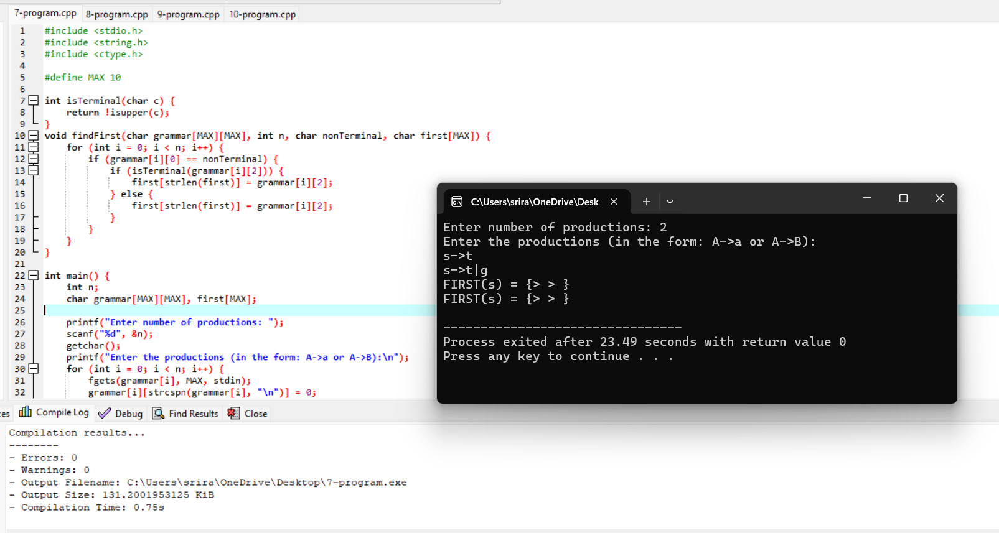 7-program.cpp 8-program.cpp 9-program.cpp 10-program.cpp
1 #include <stdio.h>
2 #include <string.h>
3 #include <ctype.h>
4
5 #define MAX 10
6
7 int isTerminal(char c) {
8     return !isupper(c);
9 }
10 void findFirst(char grammar[MAX][MAX], int n, char nonTerminal, char first[MAX]) {
11     for (int i = 0; i < n; i++) {
12         if (grammar[i][0] == nonTerminal) {
13             if (isTerminal(grammar[i][2])) {
14                 first[strlen(first)] = grammar[i][2];
15             } else {
16                 first[strlen(first)] = grammar[i][2];
17             }
18         }
19     }
20 }
21
22 int main() {
23     int n;
24     char grammar[MAX][MAX], first[MAX];
25
26     printf("Enter number of productions: ");
27     scanf("%d", &n);
28     getchar();
29     printf("Enter the productions (in the form: A->a or A->B):\n");
30     for (int i = 0; i < n; i++) {
31         fgets(grammar[i], MAX, stdin);
32         grammar[i][strcspn(grammar[i], "\n")] = 0;
C:\Users\srira\OneDrive\Desk
Enter number of productions: 2
Enter the productions (in the form: A->a or A->B):
s->t
s->t|g
FIRST(s) = {> > }
FIRST(s) = {> > }
--------------------------------
Process exited after 23.49 seconds with return value 0
Press any key to continue . . .
es Compile Log Debug Find Results Close
Compilation results...
--------
- Errors: 0
- Warnings: 0
- Output Filename: C:\Users\srira\OneDrive\Desktop\7-program.exe
- Output Size: 131.2001953125 KiB
- Compilation Time: 0.75s